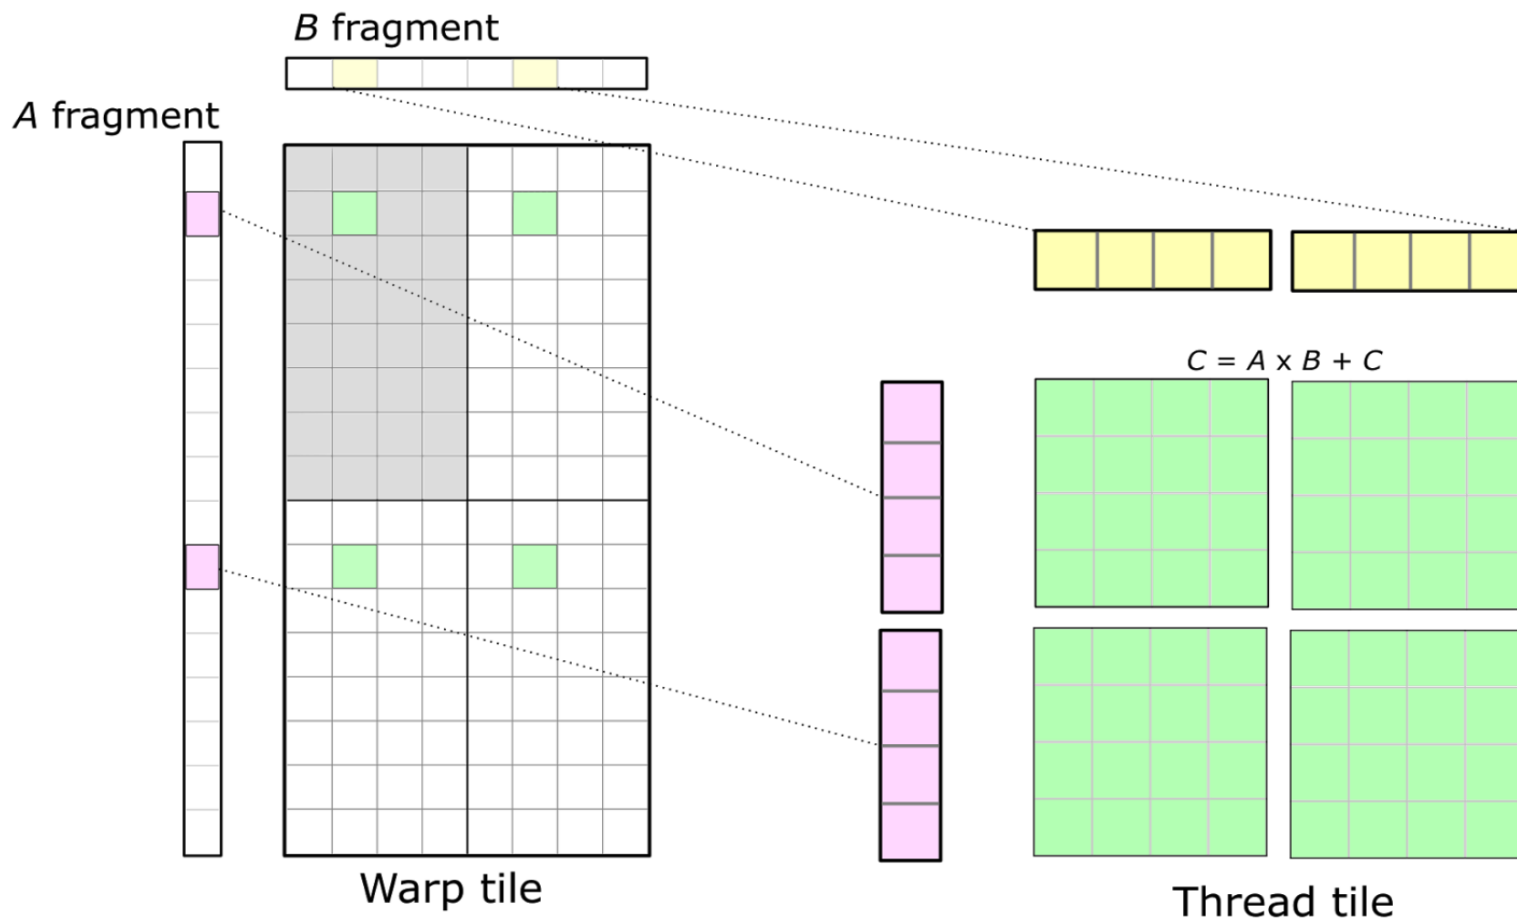 B fragment
A fragment
C = A x B + C
Warp tile
Thread tile